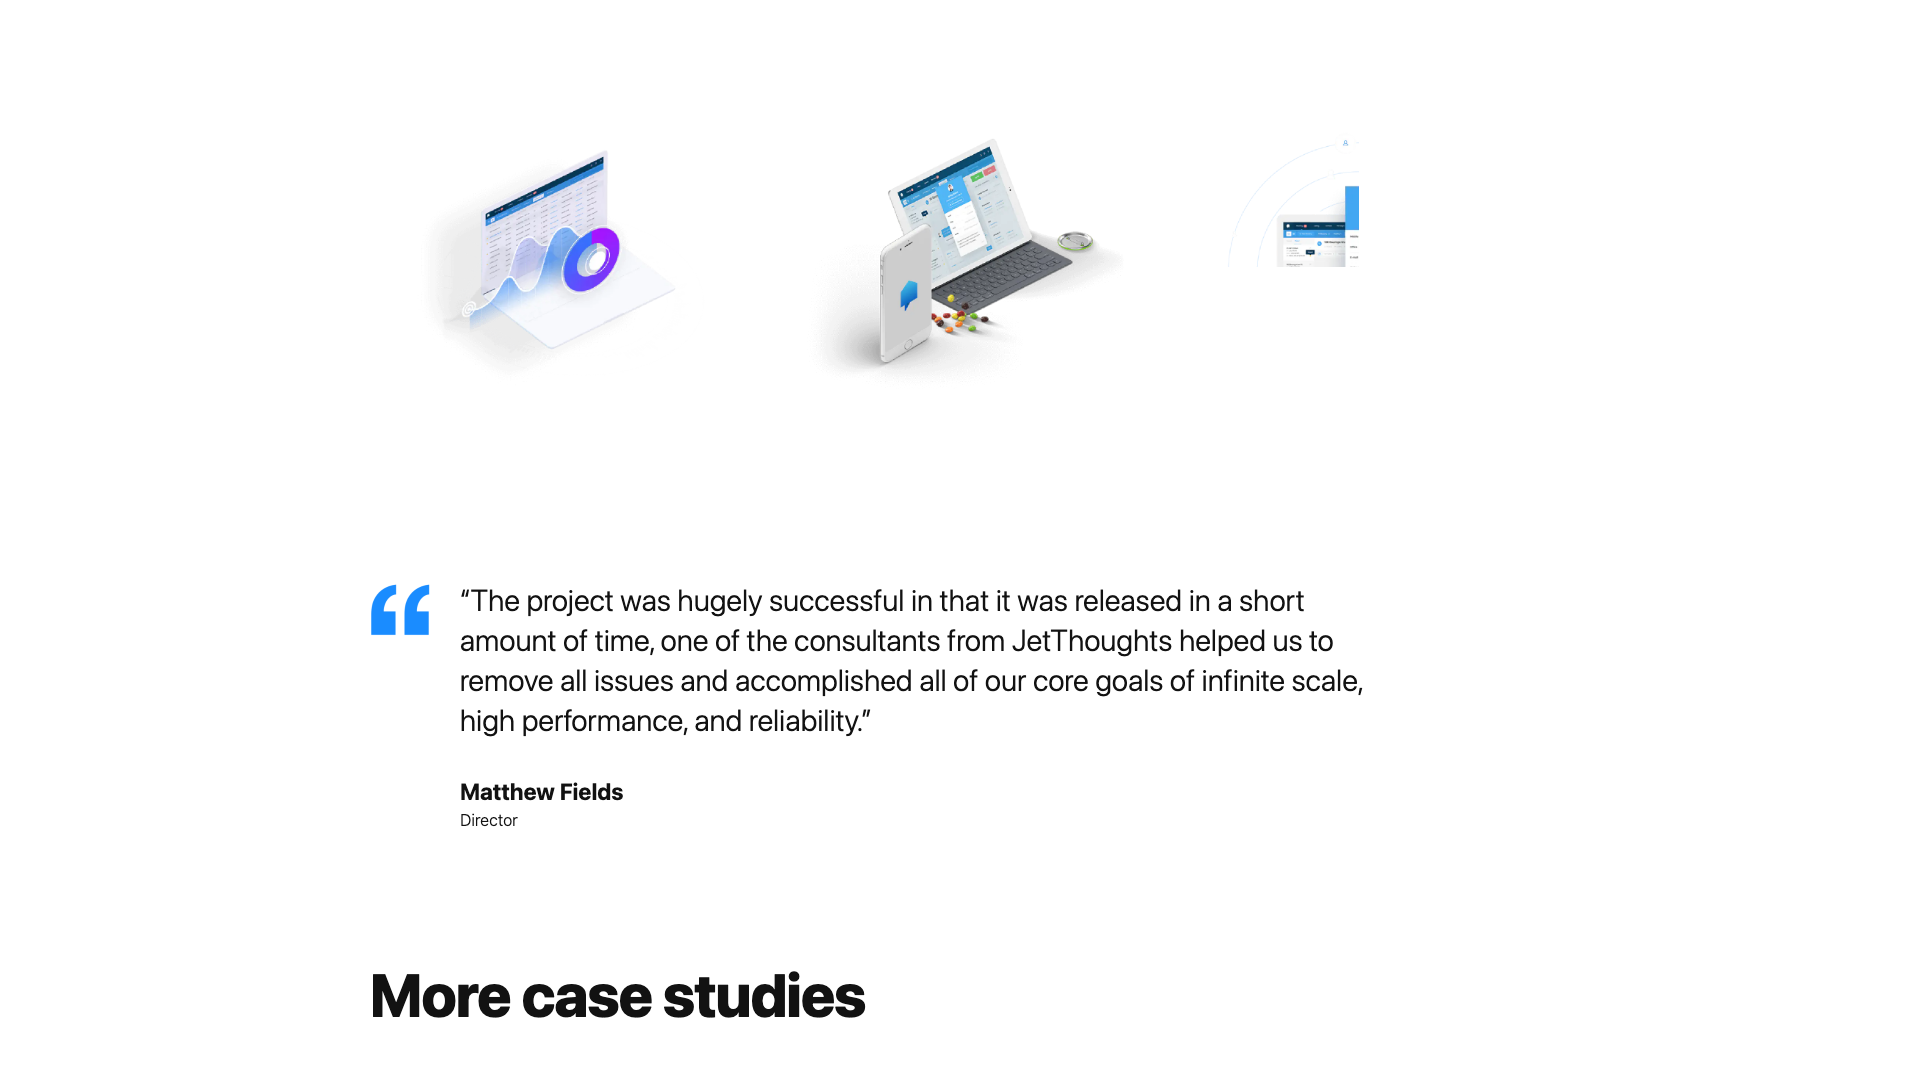 “The project was hugely successful in that it was released in a short
amount of time, one of the consultants from JetThoughts helped us to
remove all issues and accomplished all of our core goals of infinite scale,
high performance, and reliability.”
Matthew Fields
Director
More case studies